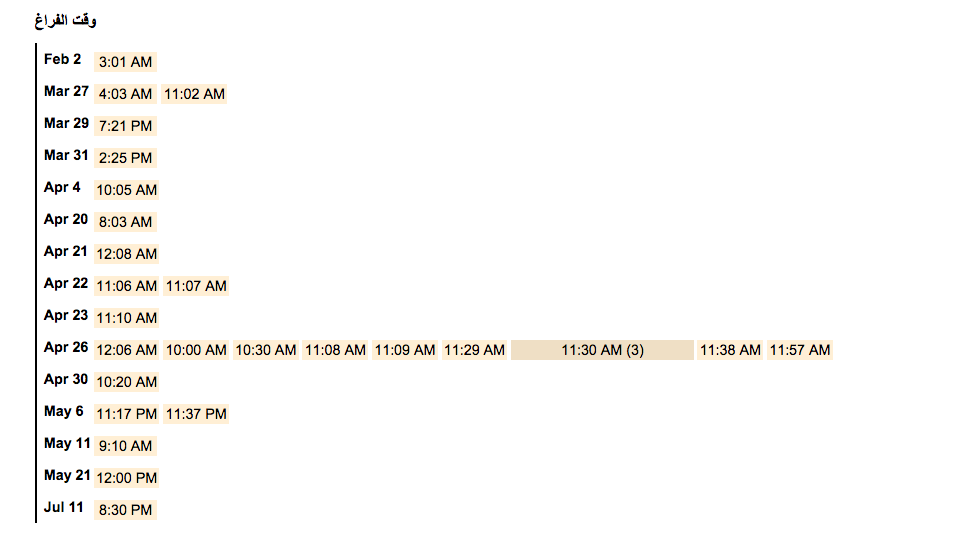 وقت الفراغ
Feb 2 3:01 AM
Mar 27 4:03 AM 11:02 AM
Mar 29 7:21 PM
Mar 31 2:25 PM
Apr 4 10:05 AM
Apr 20 8:03 AM
Apr 21 12:08 AM
Apr 22 11:06 AM 11:07 AM
Apr 23 11:10 AM
Apr 26 12:06 AM 10:00 AM 10:30 AM 11:08 AM 11:09 AM 11:29 AM 11:30 AM (3) 11:38 AM 11:57 AM
Apr 30 10:20 AM
May 6 11:17 PM 11:37 PM
May 11 9:10 AM
May 21 12:00 PM
Jul 11 8:30 PM